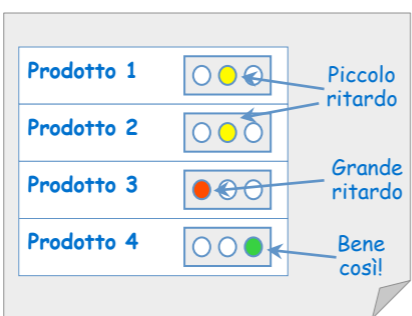 Prodotto 1
Piccolo
ritardo
Prodotto 2
Prodotto 3
Grande
ritardo
Prodotto 4
Bene
così!